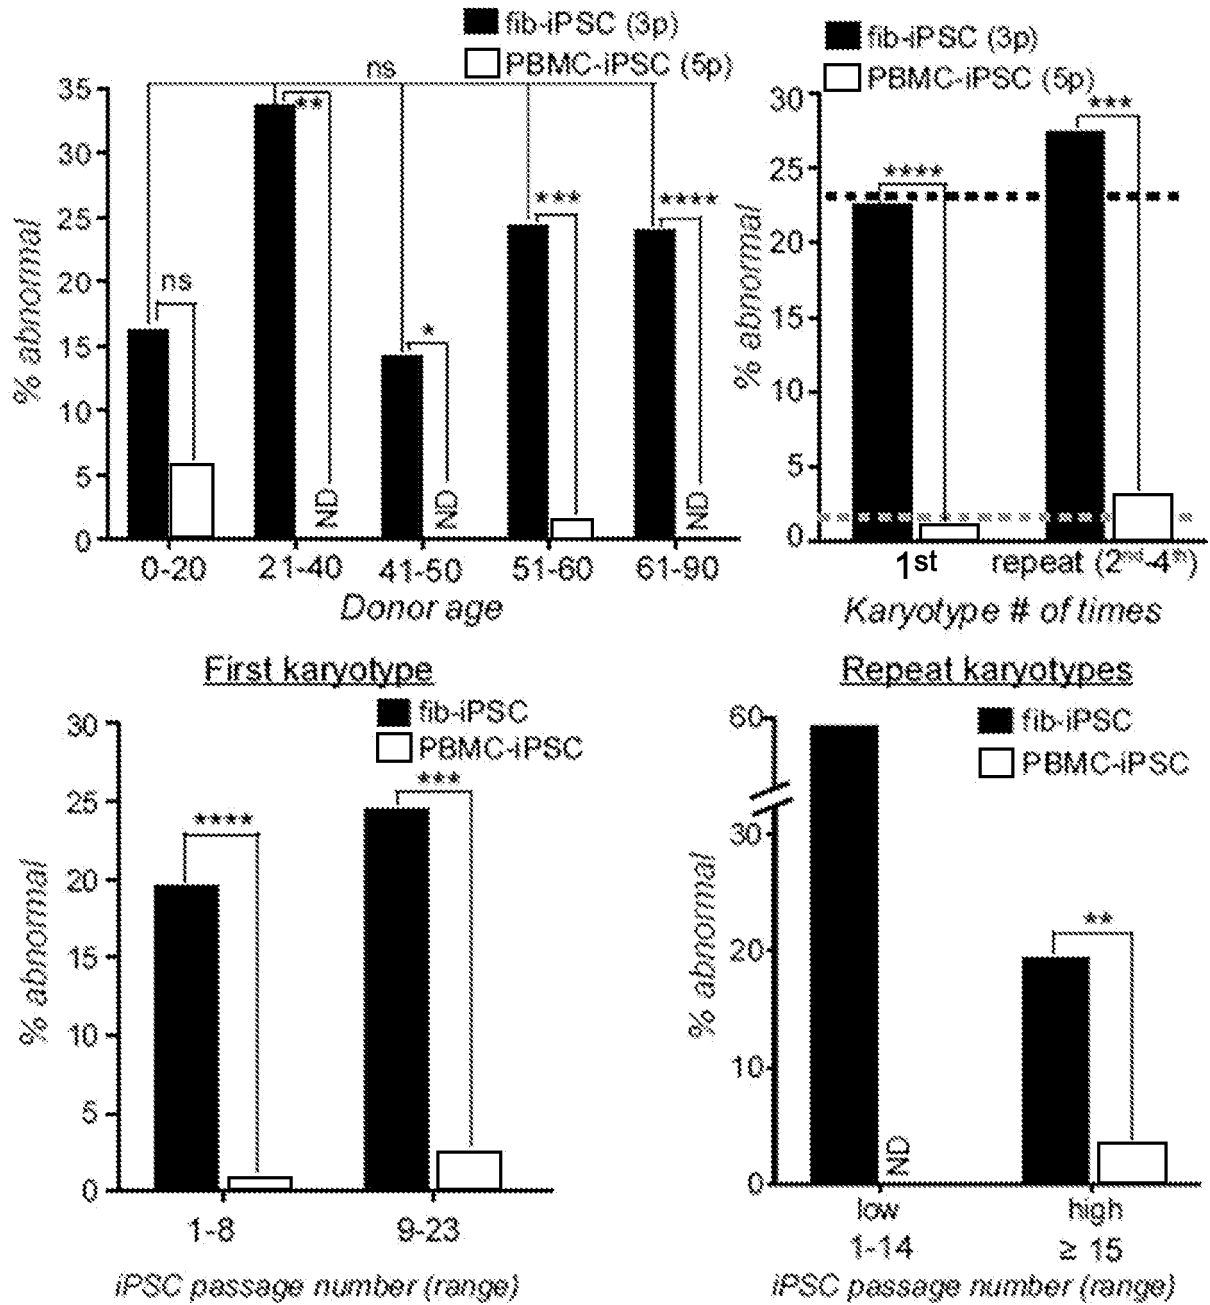 fib-iPSC (3p)
PBMC-iPSC (5p)
ns
35
30
25
20
15
10
5
0
% abnormal
ns
**
*
***
****
ND
ND
ND
0-20
21-40
41-50
51-60
61-90
Donor age
fib-iPSC (3p)
PBMC-iPSC (5p)
30
25
20
15
10
5
0
% abnormal
****
***
1st
repeat (2nd-4th)
Karyotype # of times
First karyotype
fib-iPSC
PBMC-iPSC
30
25
20
15
10
5
0
% abnormal
****
***
1-8
9-23
iPSC passage number (range)
Repeat karyotypes
fib-iPSC
PBMC-iPSC
60
30
20
10
0
% abnormal
ND
**
low
1-14
high
≥ 15
iPSC passage number (range)